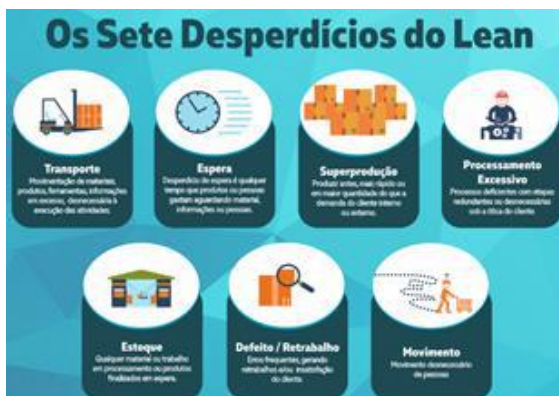 Os Sete Desperdícios do Lean
Transporte
Movimentação de materiais,
produtos, ferramentas, informações
em excesso, desnecessária à
execução das atividades.
Espera
Desperdício de espera é qualquer
tempo que produtos ou pessoas
gastam aguardando material,
informações ou pessoas.
Superprodução
Produzir antes, mais rápido ou
em maior quantidade do que a
demanda do cliente interno
ou externo.
Processamento
Excessivo
Processos deficientes com etapas
redundantes ou desnecessários
sob a ótica do cliente.
Estoque
Qualquer material ou trabalho
em processamento ou produtos
finalizados em espera.
Defeito / Retrabalho
Erros frequentes, gerando
retrabalhos e/ou insatisfação
do cliente.
Movimento
Movimento desnecessário
de pessoas